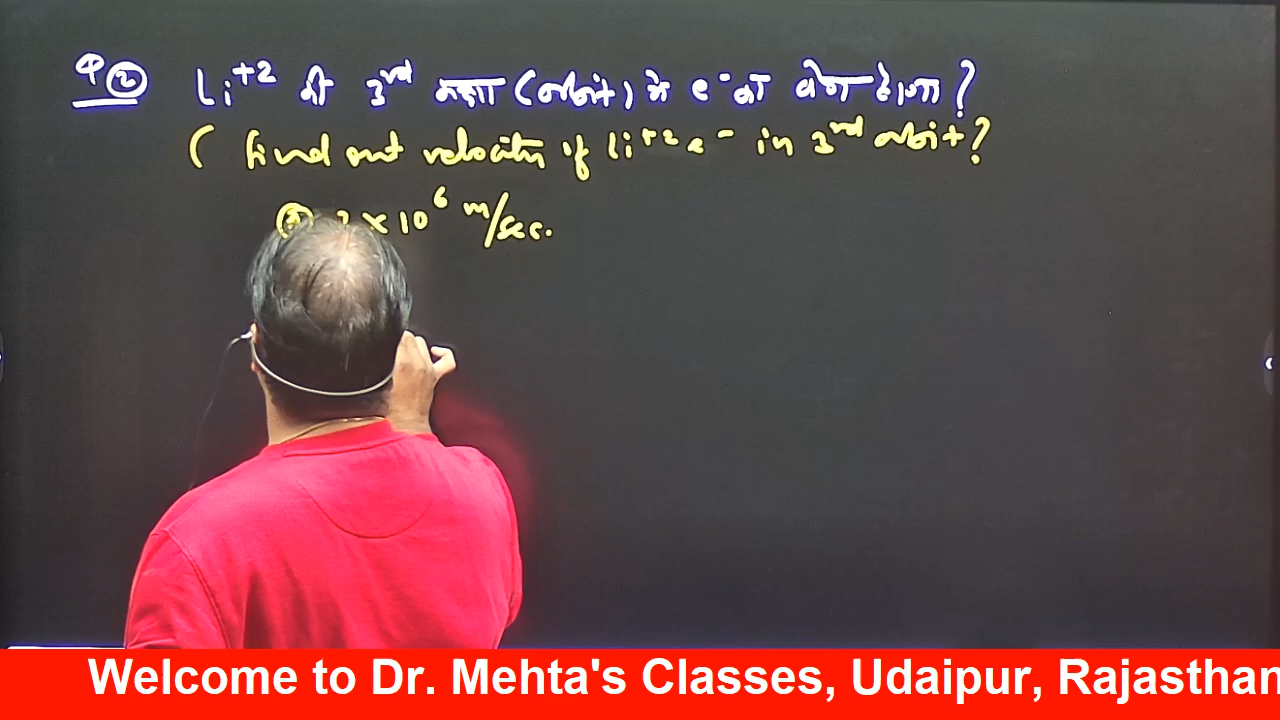 Q②
Li⁺² की 3ʳᵈ कक्षा (orbit) में e⁻ का वेग होगा ?
( find out velocity of Li⁺² e⁻ in 3ʳᵈ orbit ?
× 10⁶ m/sec.
Welcome to Dr. Mehta's Classes, Udaipur, Rajasthan